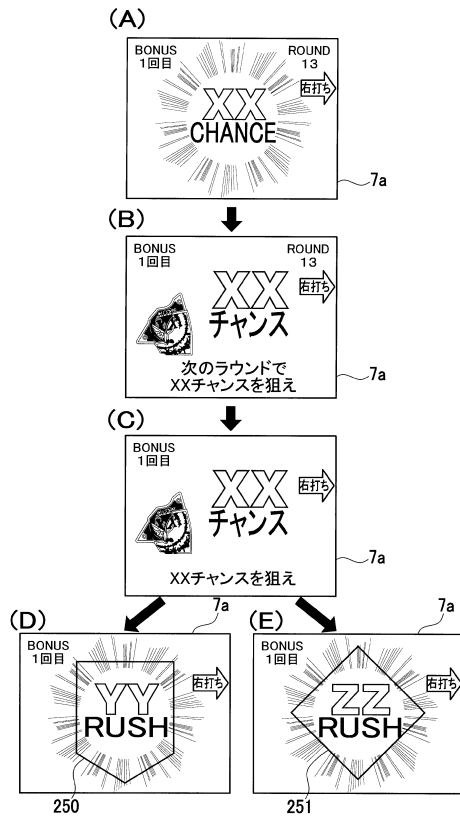 (A)
BONUS
1回目
ROUND
13
右打ち
XX
CHANCE
7a
(B)
BONUS
1回目
ROUND
13
右打ち
XX
チャンス
次のラウンドで
XXチャンスを狙え
7a
(C)
BONUS
1回目
右打ち
XX
チャンス
XXチャンスを狙え
7a
(D)
7a
BONUS
1回目
右打ち
YY
RUSH
250
(E)
7a
BONUS
1回目
右打ち
ZZ
RUSH
251